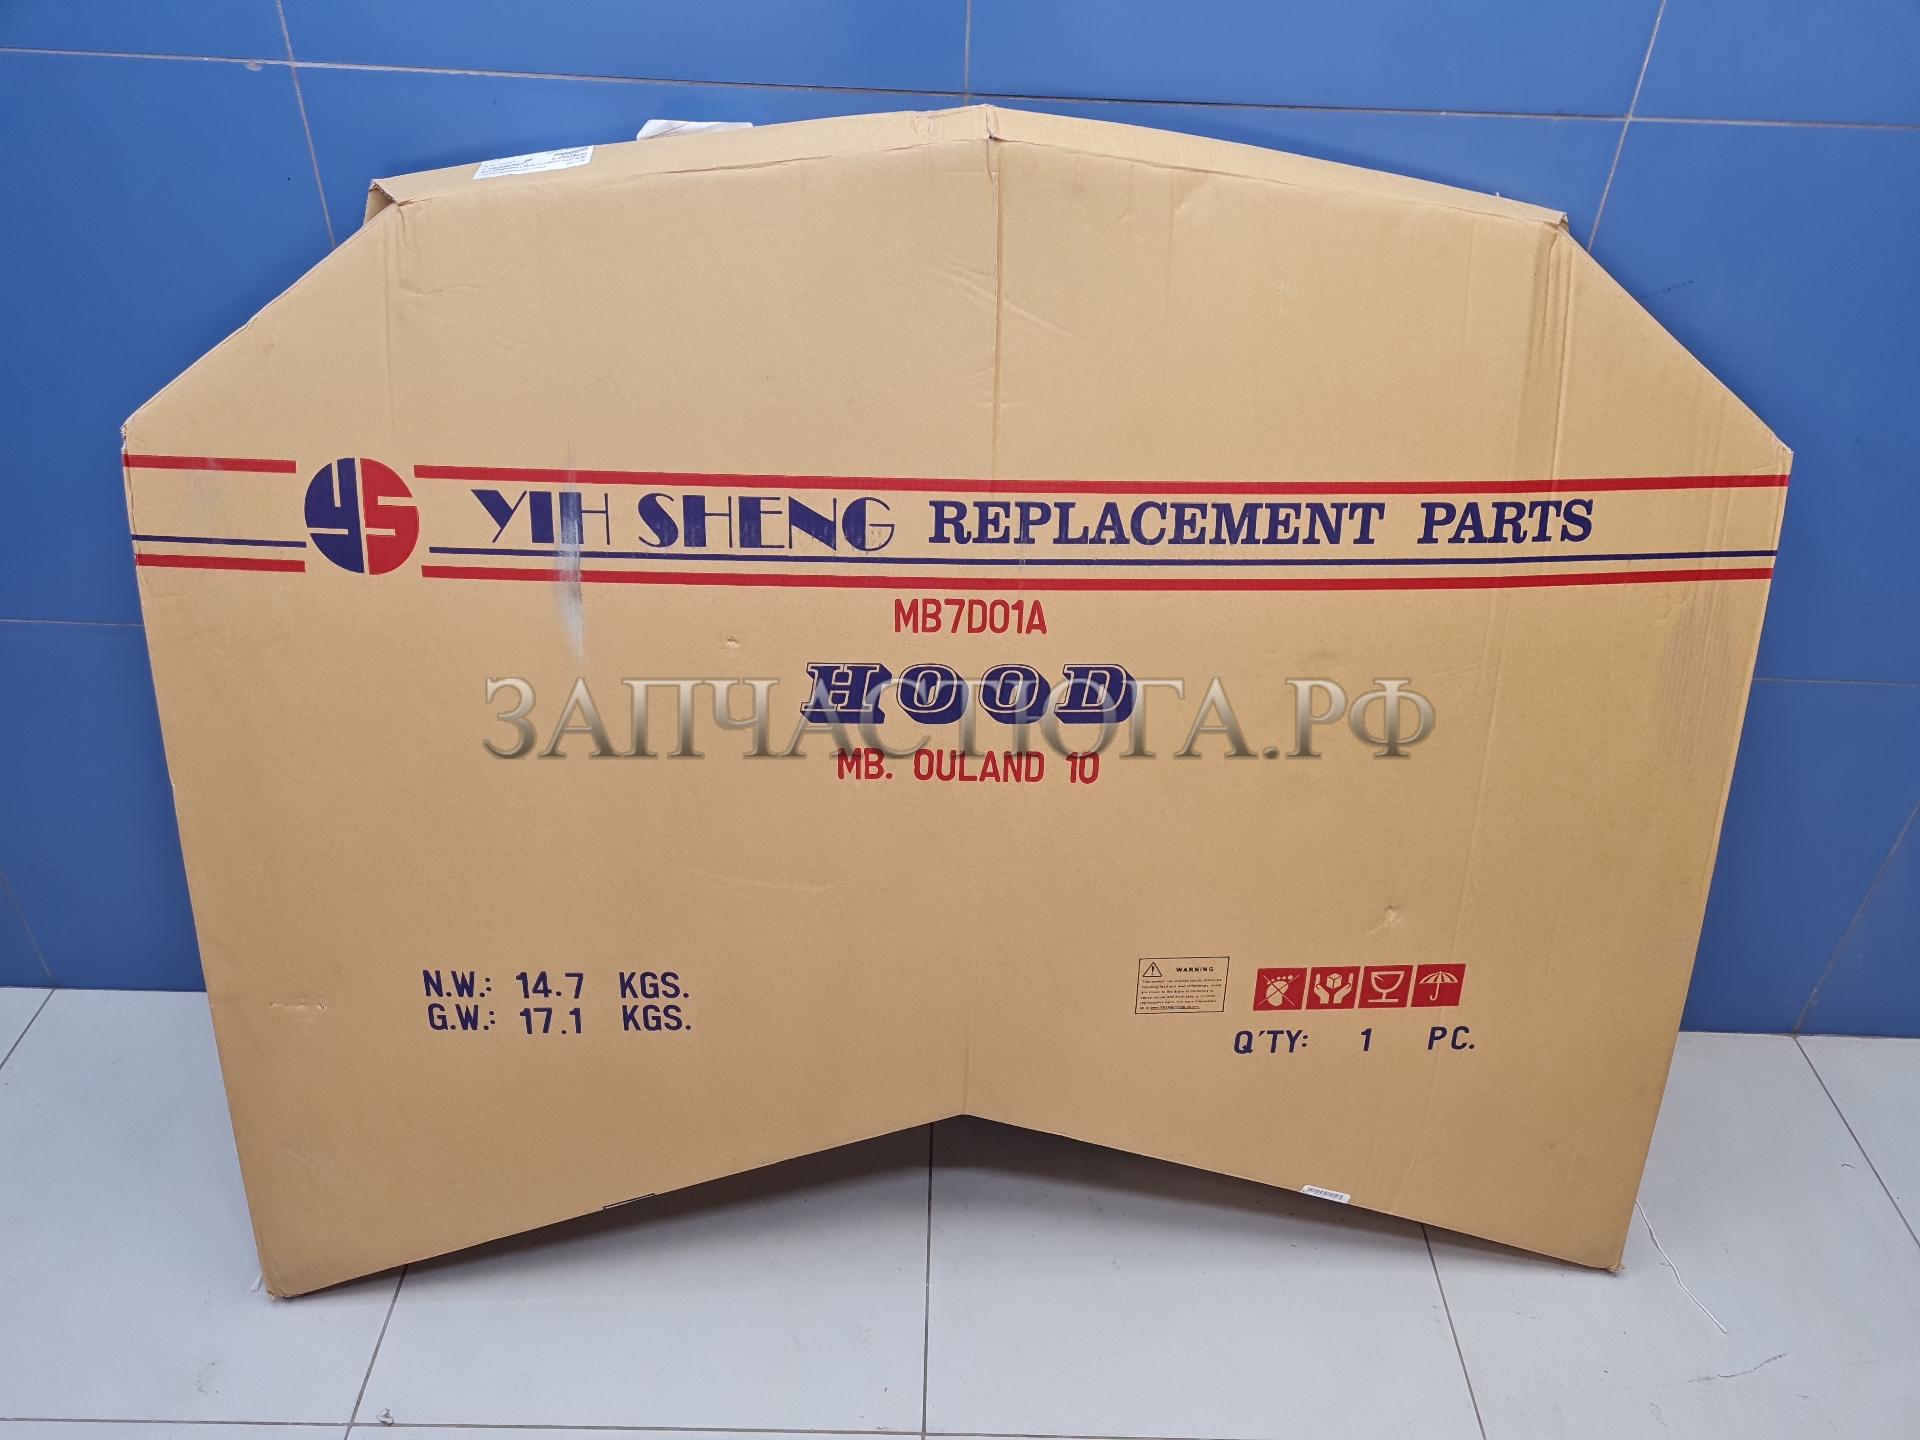 YS YIH SHENG REPLACEMENT PARTS
MB7D01A
HOOD
ЗАПЧАСТЮГА.РФ
MB. OULAND 10
N.W.: 14.7 KGS.
G.W.: 17.1 KGS.
WARNING
Q'TY: 1 PC.